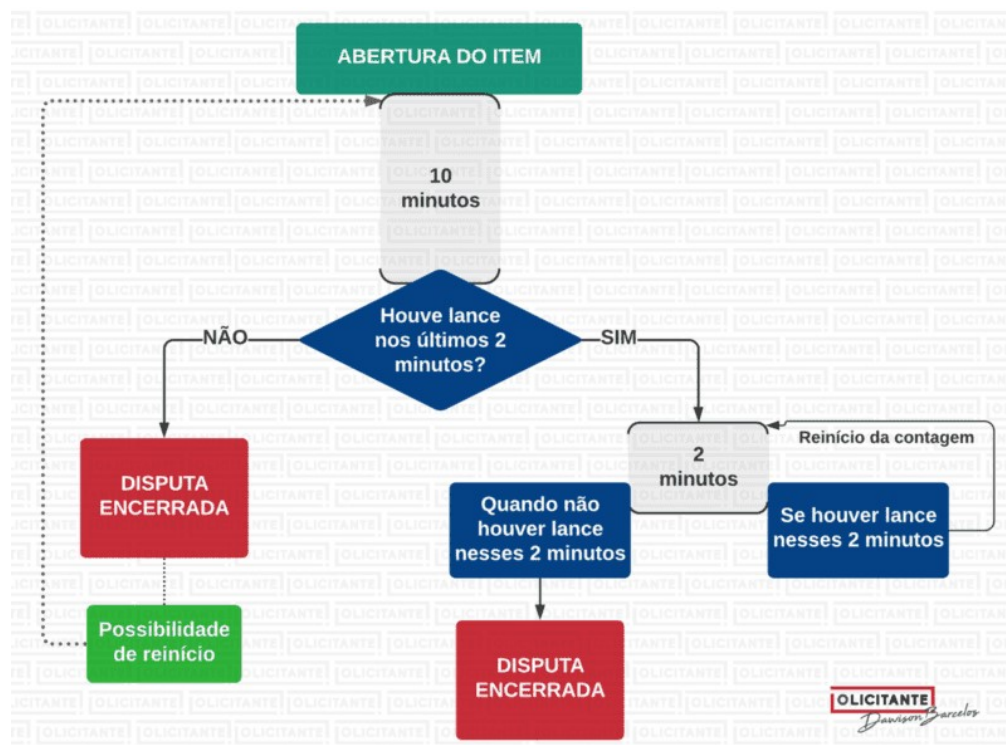 ABERTURA DO ITEM
10
minutos
Houve lance
nos últimos 2
minutos?
NÃO
SIM
DISPUTA
ENCERRADA
Possibilidade
de reinício
2
minutos
Reinício da contagem
Quando não
houver lance
nesses 2 minutos
Se houver lance
nesses 2 minutos
DISPUTA
ENCERRADA
OLICITANTE
Dawison Barcelos